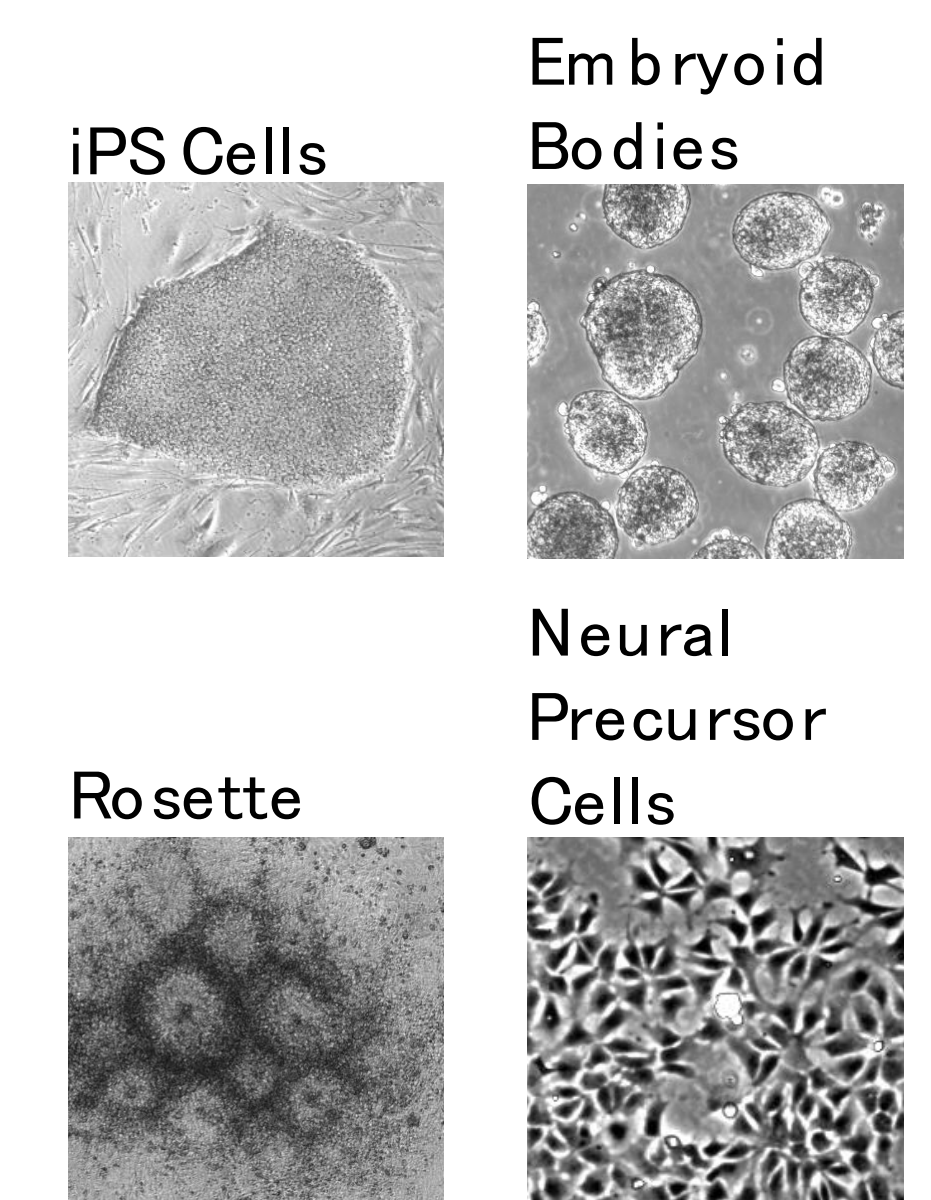 iPS Cells
Embryoid
Bodies
Rosette
Neural
Precursor
Cells